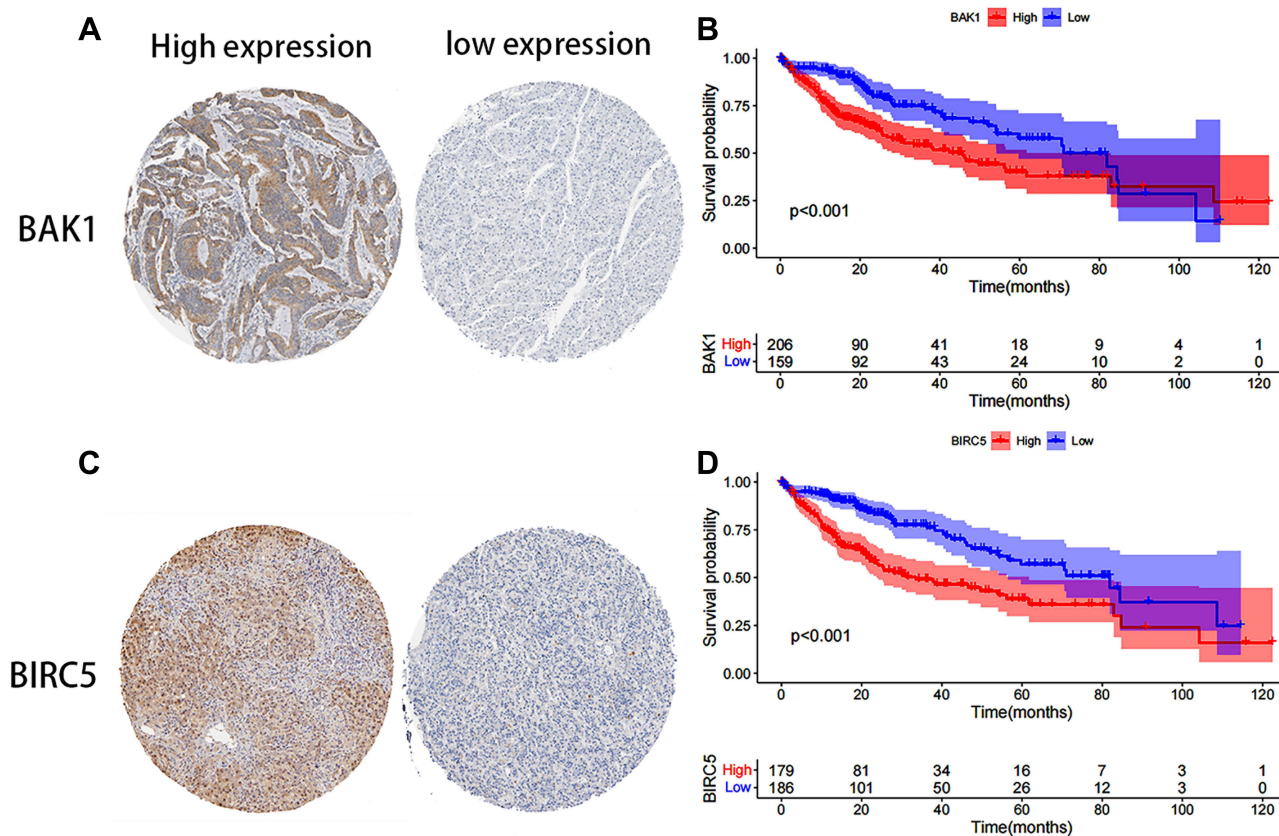 A
High expression
low expression
BAK1
B
BAK1 High Low
Survival probability
1.00
0.75
0.50
0.25
0.00
p<0.001
0 20 40 60 80 100 120
Time(months)
BAK1
High 206 90 41 18 9 4 1
Low 159 92 43 24 10 2 0
0 20 40 60 80 100 120
Time(months)
C
BIRC5
D
BIRC5 High Low
Survival probability
1.00
0.75
0.50
0.25
0.00
p<0.001
0 20 40 60 80 100 120
Time(months)
BIRC5
High 179 81 34 16 7 3 1
Low 186 101 50 26 12 3 0
0 20 40 60 80 100 120
Time(months)